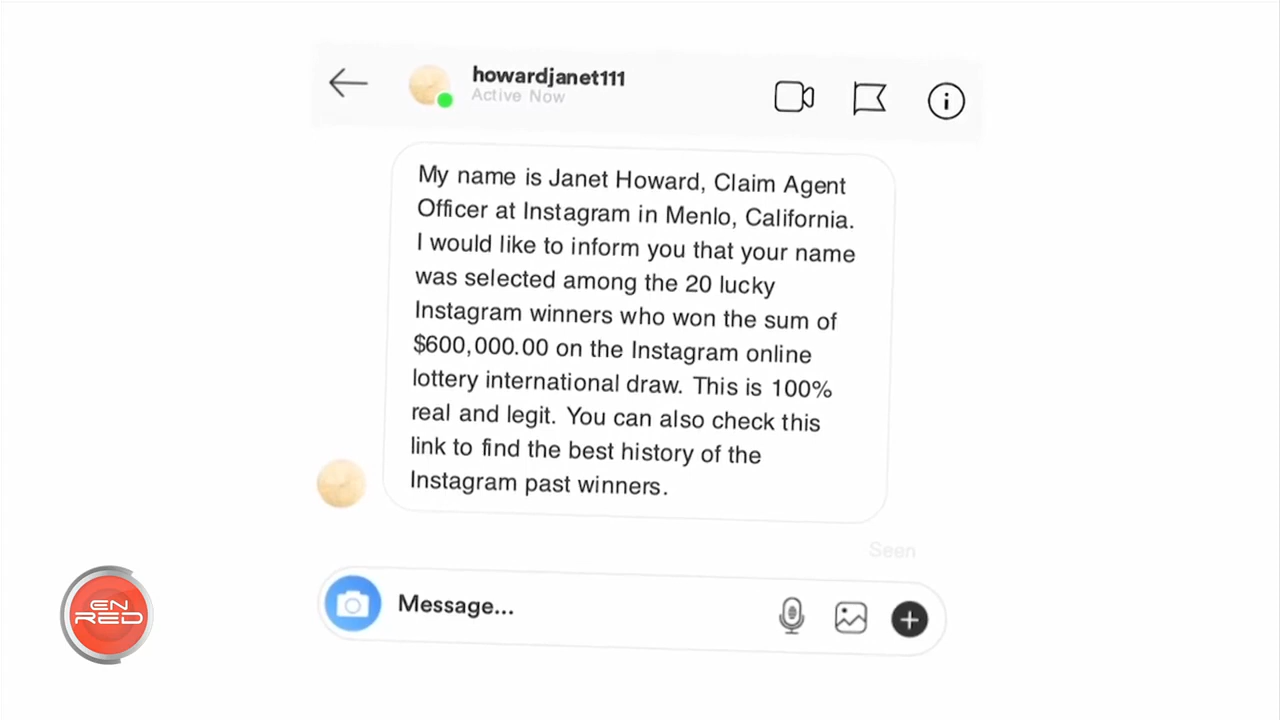 howardjanet111
Active Now
My name is Janet Howard, Claim Agent
Officer at Instagram in Menlo, California.
I would like to inform you that your name
was selected among the 20 lucky
Instagram winners who won the sum of
$600,000.00 on the Instagram online
lottery international draw. This is 100%
real and legit. You can also check this
link to find the best history of the
Instagram past winners.
Seen
Message...
EN
RED